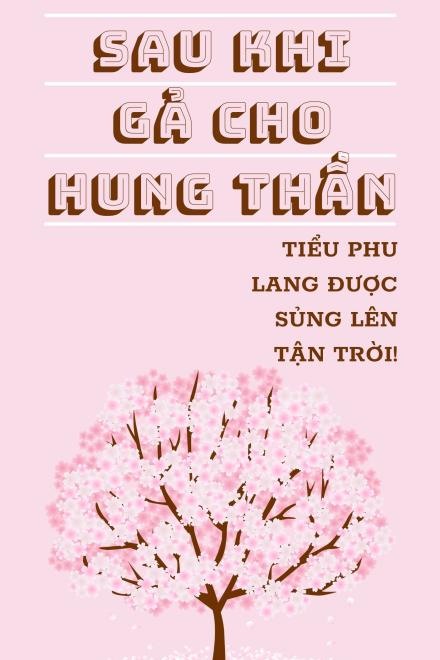 SAU KHI
GẢ CHO
HUNG THẦN
TIỂU PHU
LANG ĐƯỢC
SỦNG LÊN
TẬN TRỜI!